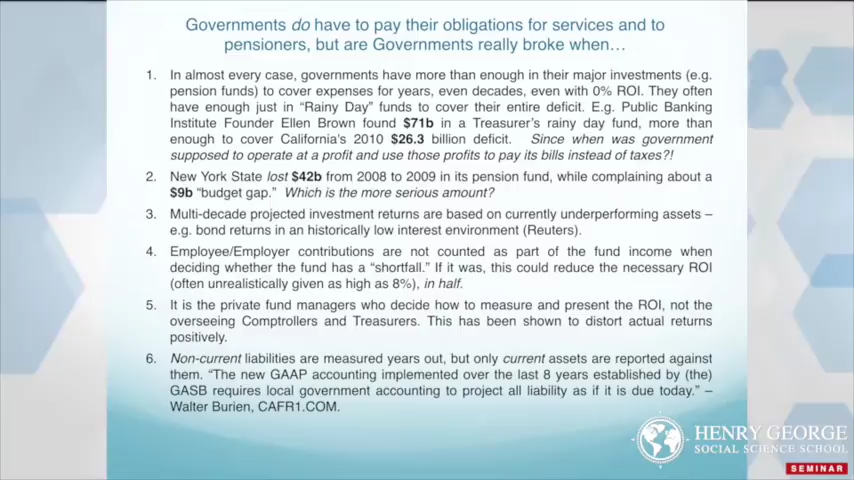 Governments do have to pay their obligations for services and to
pensioners, but are Governments really broke when…
1. In almost every case, governments have more than enough in their major investments (e.g.
pension funds) to cover expenses for years, even decades, even with 0% ROI. They often
have enough just in “Rainy Day” funds to cover their entire deficit. E.g. Public Banking
Institute Founder Ellen Brown found $71b in a Treasurer's rainy day fund, more than
enough to cover California's 2010 $26.3 billion deficit. Since when was government
supposed to operate at a profit and use those profits to pay its bills instead of taxes?!
2. New York State lost $42b from 2008 to 2009 in its pension fund, while complaining about a
$9b “budget gap.” Which is the more serious amount?
3. Multi-decade projected investment returns are based on currently underperforming assets –
e.g. bond returns in an historically low interest environment (Reuters).
4. Employee/Employer contributions are not counted as part of the fund income when
deciding whether the fund has a “shortfall.” If it was, this could reduce the necessary ROI
(often unrealistically given as high as 8%), in half.
5. It is the private fund managers who decide how to measure and present the ROI, not the
overseeing Comptrollers and Treasurers. This has been shown to distort actual returns
positively.
6. Non-current liabilities are measured years out, but only current assets are reported against
them. “The new GAAP accounting implemented over the last 8 years established by (the)
GASB requires local government accounting to project all liability as if it is due today.” –
Walter Burien, CAFR1.COM.
HENRY GEORGE
SOCIAL SCIENCE SCHOOL
SEMINAR